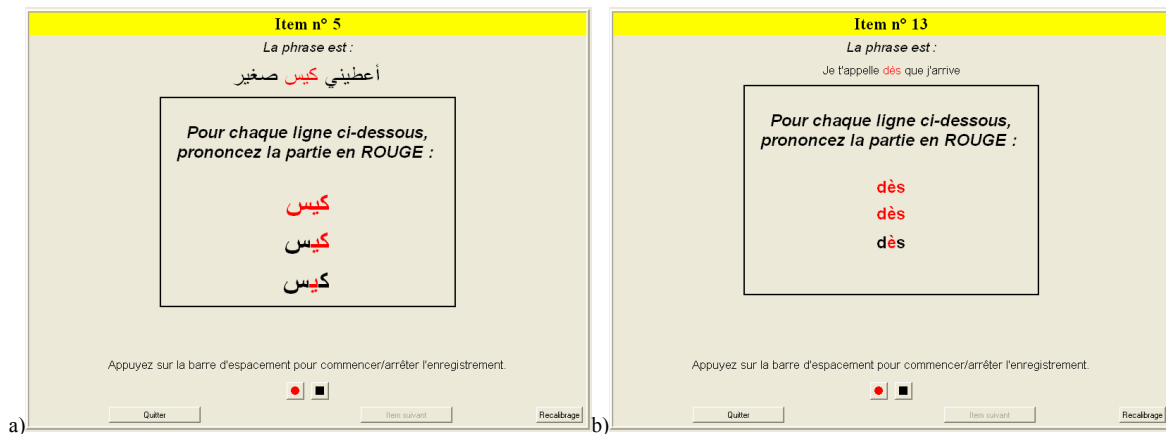 Item n° 5
La phrase est :
أعطيني كيس صغير
Pour chaque ligne ci-dessous,
prononcez la partie en ROUGE :
كيس
كيس
كيس
Appuyez sur la barre d'espacement pour commencer/arrêter l'enregistrement.
Quitter
Item suivant
Recalibrage
a)
Item n° 13
La phrase est :
Je t'appelle dès que j'arrive
Pour chaque ligne ci-dessous,
prononcez la partie en ROUGE :
dès
dès
dès
Appuyez sur la barre d'espacement pour commencer/arrêter l'enregistrement.
Quitter
Item suivant
Recalibrage
b)